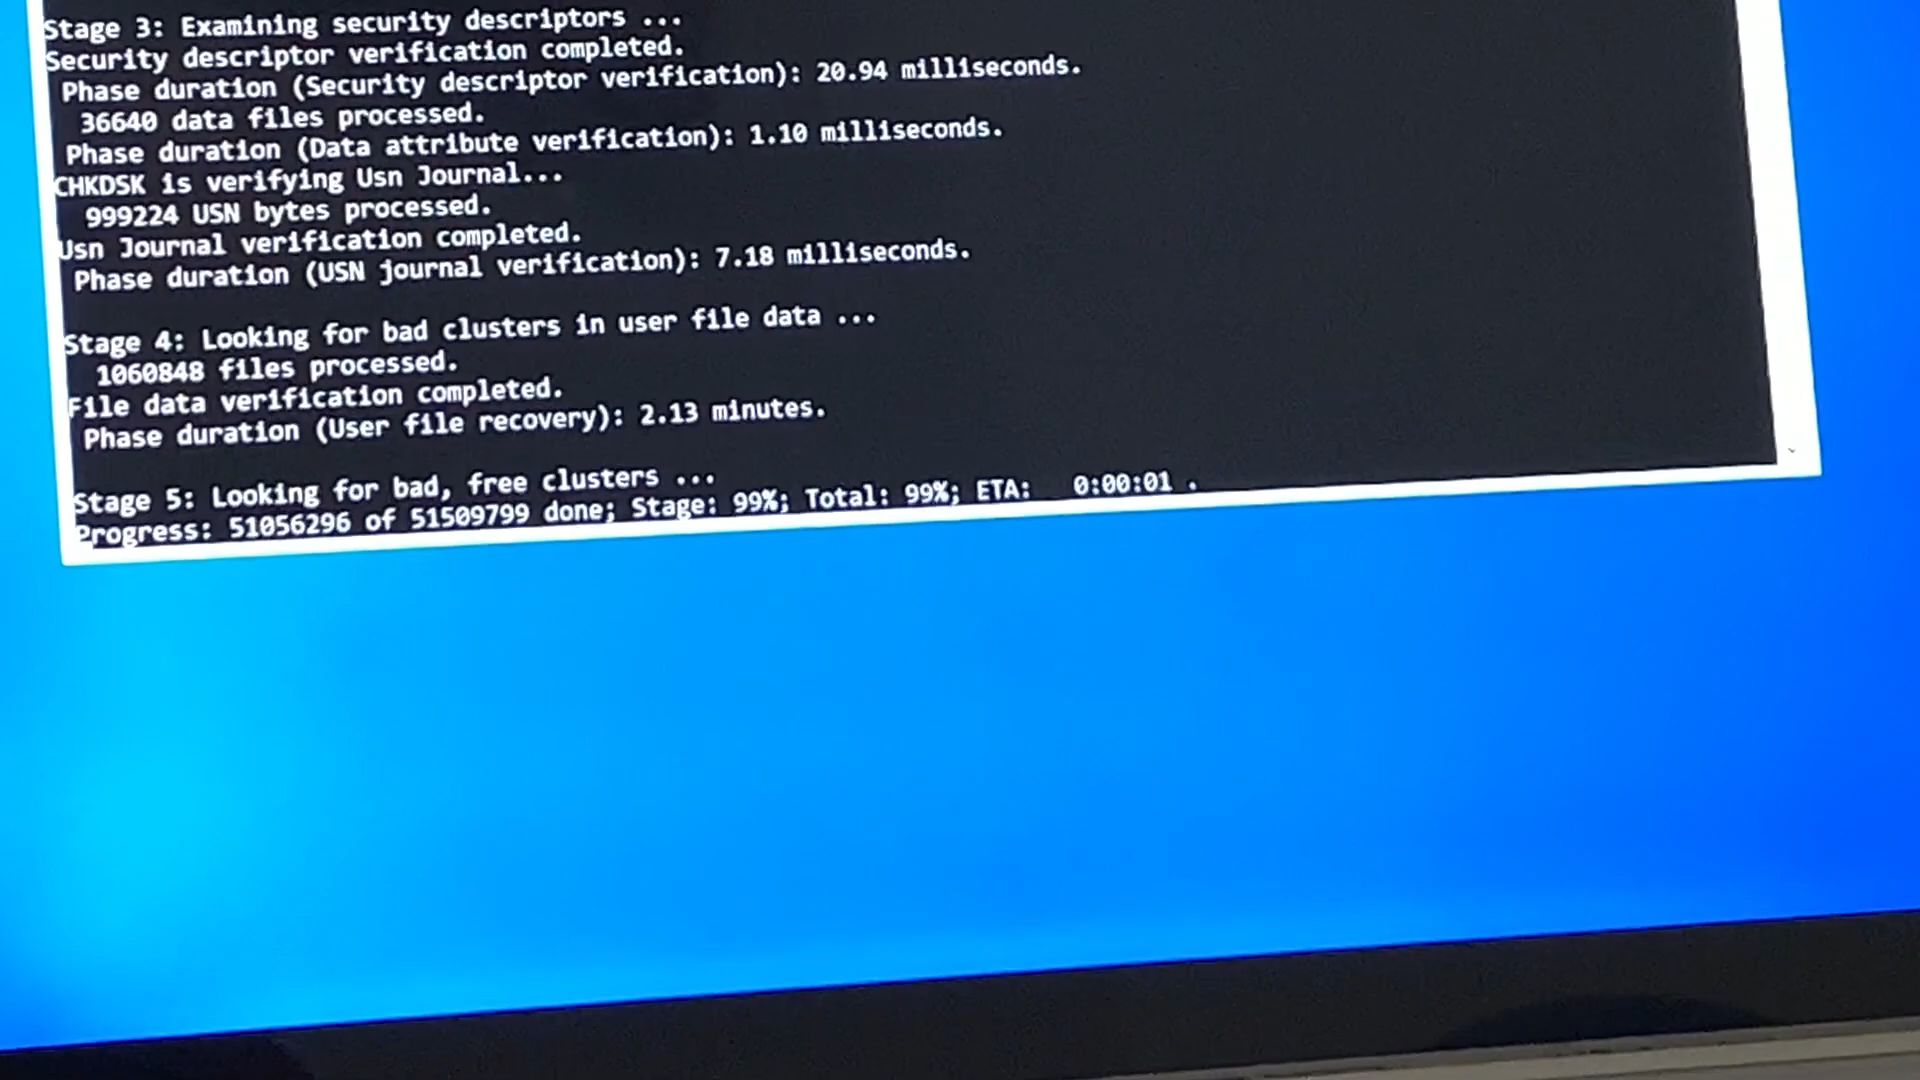 Stage 3: Examining security descriptors ...
Security descriptor verification completed.
Phase duration (Security descriptor verification): 20.94 milliseconds.
36640 data files processed.
Phase duration (Data attribute verification): 1.10 milliseconds.
CHKDSK is verifying Usn Journal...
999224 USN bytes processed.
Usn Journal verification completed.
Phase duration (USN journal verification): 7.18 milliseconds.
Stage 4: Looking for bad clusters in user file data ...
1060848 files processed.
File data verification completed.
Phase duration (User file recovery): 2.13 minutes.
Stage 5: Looking for bad, free clusters ...
Progress: 51056296 of 51509799 done; Stage: 99%; Total: 99%; ETA:   0:00:01 .